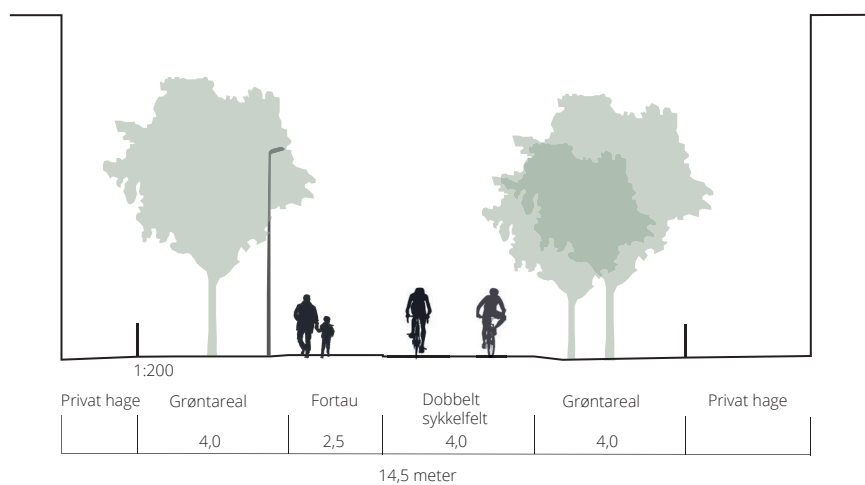 1:200
Privat hage
Grøntareal
Fortau
Dobbelt
sykkelfelt
Grøntareal
Privat hage
4,0
2,5
4,0
4,0
14,5 meter